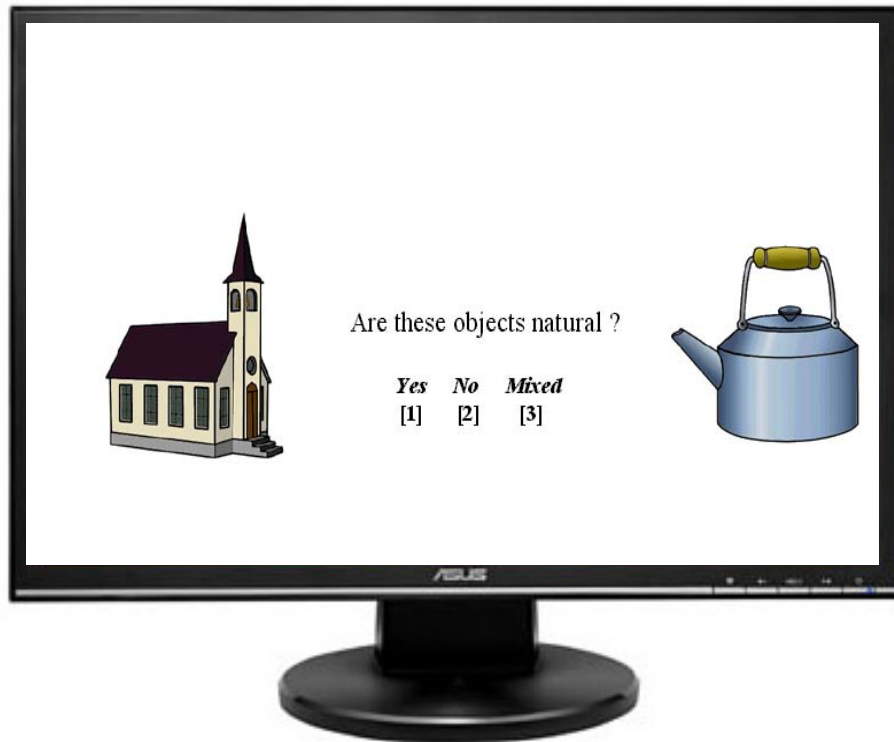 Are these objects natural ?
Yes No Mixed
[1] [2] [3]
ASUS